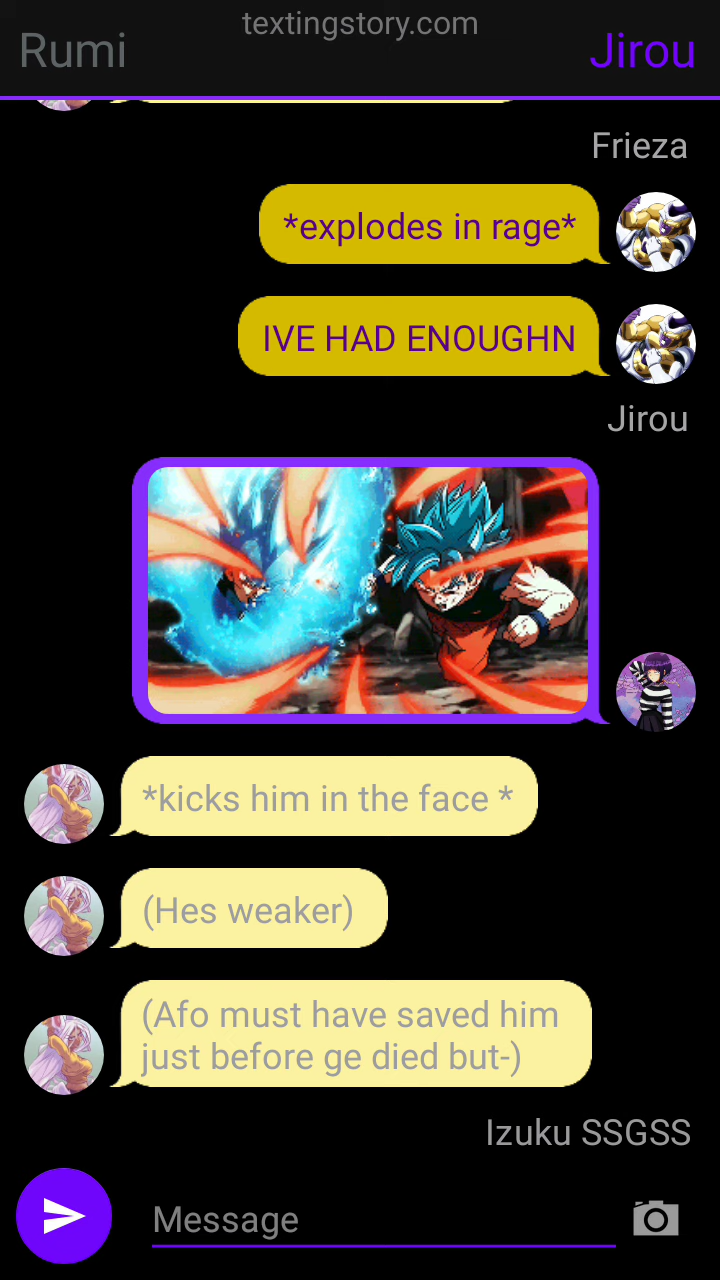 textingstory.com
Rumi
Jirou
Frieza
*explodes in rage*
IVE HAD ENOUGHN
Jirou
*kicks him in the face *
(Hes weaker)
(Afo must have saved him
just before ge died but-)
Izuku SSGSS
Message